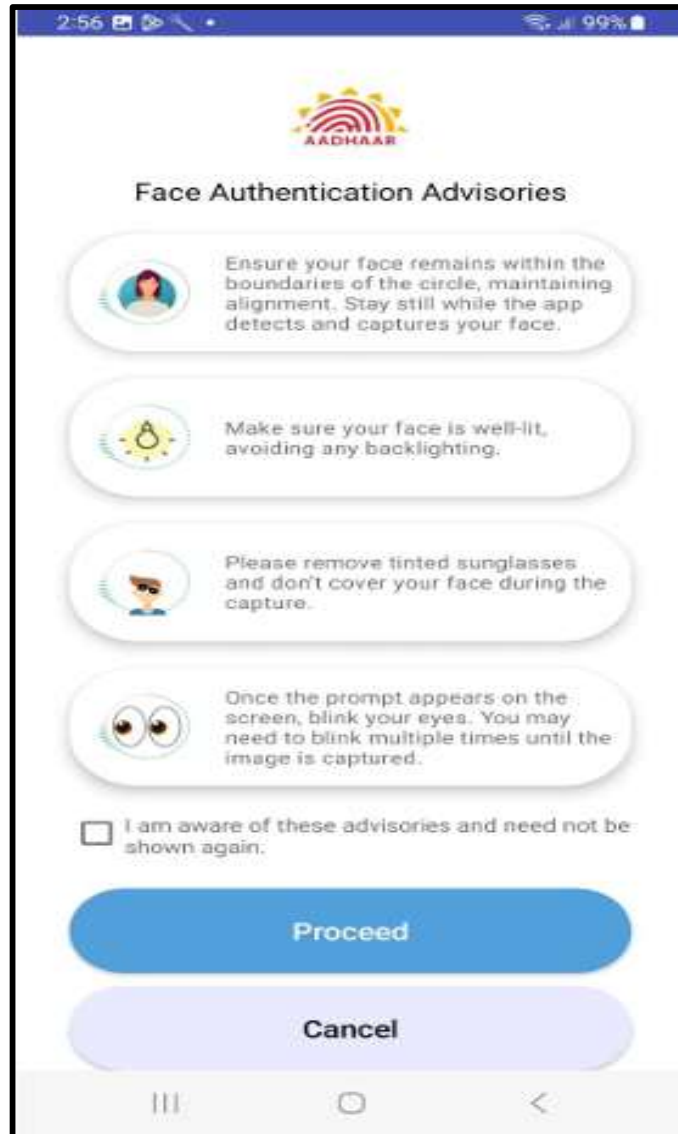 2:56
99%
AADHAAR
Face Authentication Advisories
Ensure your face remains within the
boundaries of the circle, maintaining
alignment. Stay still while the app
detects and captures your face.
Make sure your face is well-lit,
avoiding any backlighting.
Please remove tinted sunglasses
and don't cover your face during the
capture.
Once the prompt appears on the
screen, blink your eyes. You may
need to blink multiple times until the
image is captured.
I am aware of these advisories and need not be
shown again.
Proceed
Cancel